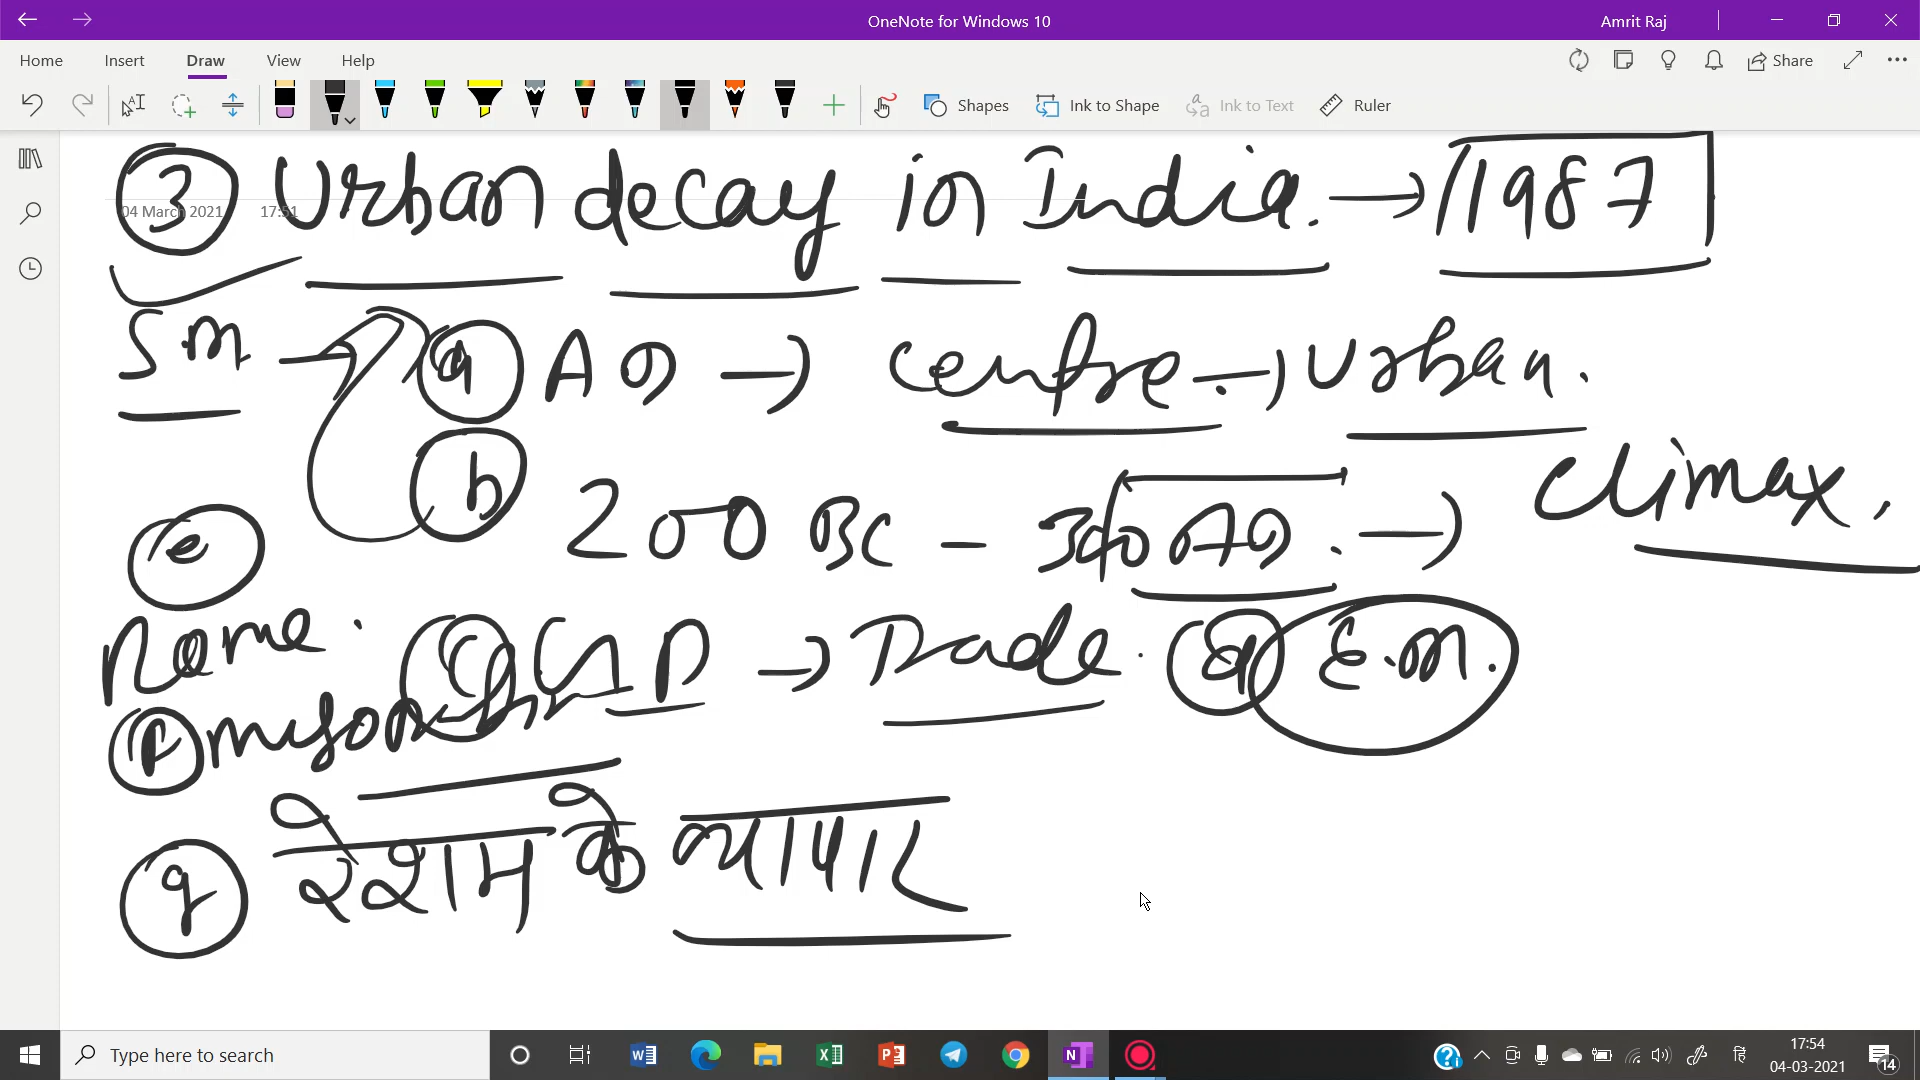 OneNote for Windows 10
Amrit Raj
Home Insert Draw View Help
Share
Shapes Ink to Shape Ink to Text Ruler
04 March 2021 17:51
③ Urban decay in India. → 1987
Sm → ⓐ AD → Centre → Urban.
ⓑ 200 BC - 300 AD. → Climax.
ⓔ Rome.
ⓒ → Trade. ⓓ E.M.
ⓕ
ⓖ रेशम के व्यापार
Type here to search
17:54
04-03-2021
14